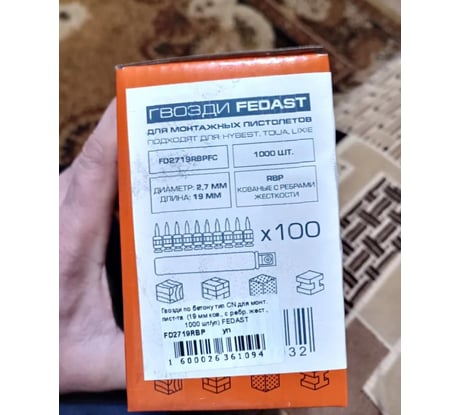 ГВОЗДИ FEDAST
ДЛЯ МОНТАЖНЫХ ПИСТОЛЕТОВ
ПОДХОДЯТ ДЛЯ: HYBEST, TOUA, LIXIE
FD2719RBPFC
1000 ШТ.
ДИАМЕТР: 2,7 ММ
ДЛИНА: 19 ММ
RBP
КОВАНЫЕ С РЕБРАМИ
ЖЕСТКОСТИ
x100
Гвозди по бетону тип CN для монт.
пист-та (19 мм ков., с ребр. жест.,
1000 шт/уп) FEDAST
FD2719RBP уп
1 600026 361094
32